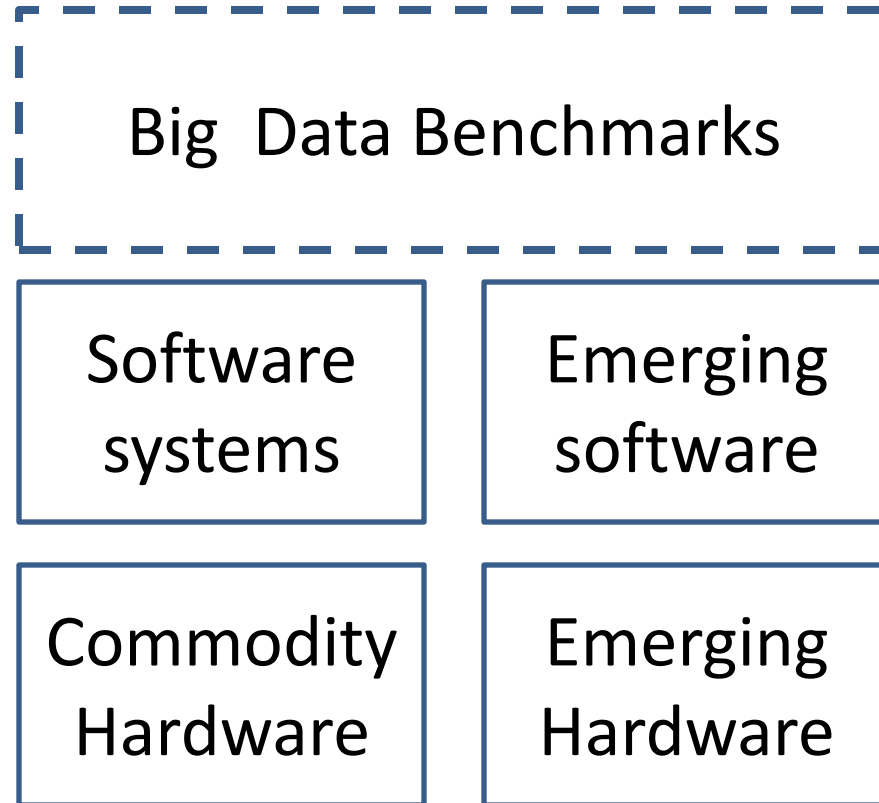 Big  Data Benchmarks
Software
systems
Emerging
software
Commodity
Hardware
Emerging
Hardware